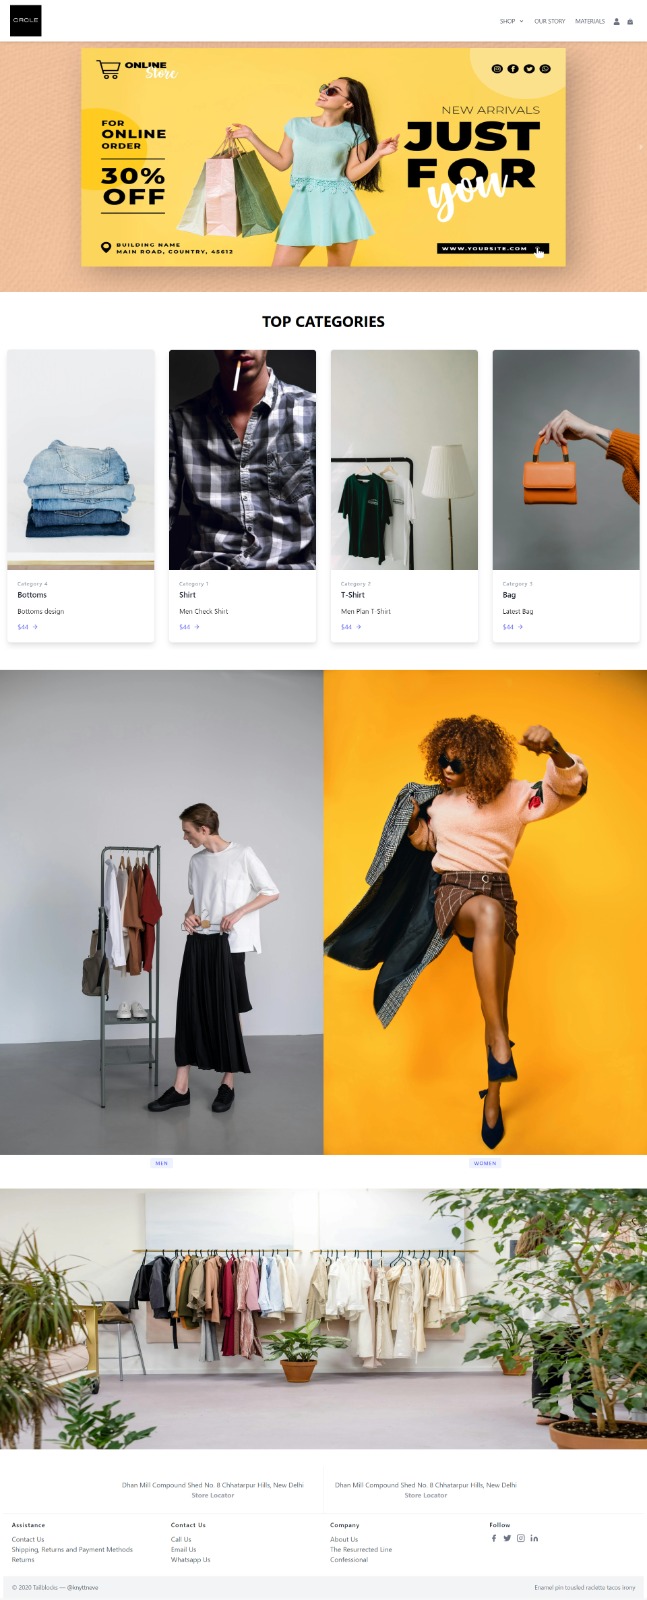 CROLE
SHOP
OUR STORY
MATERIALS
ONLINE
Store
FOR
ONLINE
ORDER
30%
OFF
BUILDING NAME
MAIN ROAD, COUNTRY, 45612
NEW ARRIVALS
JUST
FOR
you
WWW.YOURSITE.COM
TOP CATEGORIES
Category 4
Bottoms
Bottoms design
$44 →
Category 1
Shirt
Men Check Shirt
$44 →
Category 2
T-Shirt
Men Plan T-Shirt
$44 →
Category 3
Bag
Latest Bag
$44 →
MEN
WOMEN
Dhan Mill Compound Shed No. 8 Chhatarpur Hills, New Delhi
Store Locator
Dhan Mill Compound Shed No. 8 Chhatarpur Hills, New Delhi
Store Locator
Assistance
Contact Us
Shipping, Returns and Payment Methods
Returns
Contact Us
Call Us
Email Us
Whatsapp Us
Company
About Us
The Resurrected Line
Confessional
Follow
© 2020 Tailblocks — @knyttneve
Enamel pin tousled raclette tacos irony